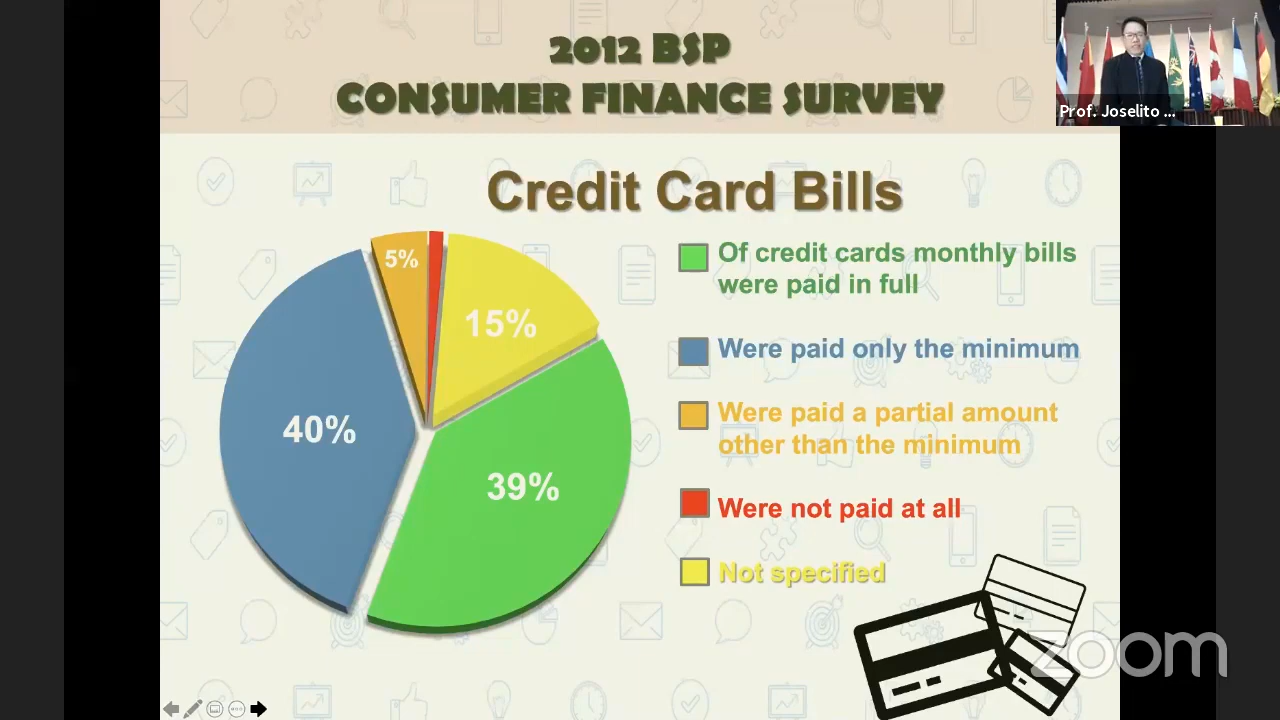 2012 BSP
CONSUMER FINANCE SURVEY
Prof. Joselito ...
Credit Card Bills
5%
15%
40%
39%
Of credit cards monthly bills
were paid in full
Were paid only the minimum
Were paid a partial amount
other than the minimum
Were not paid at all
Not specified
zoom